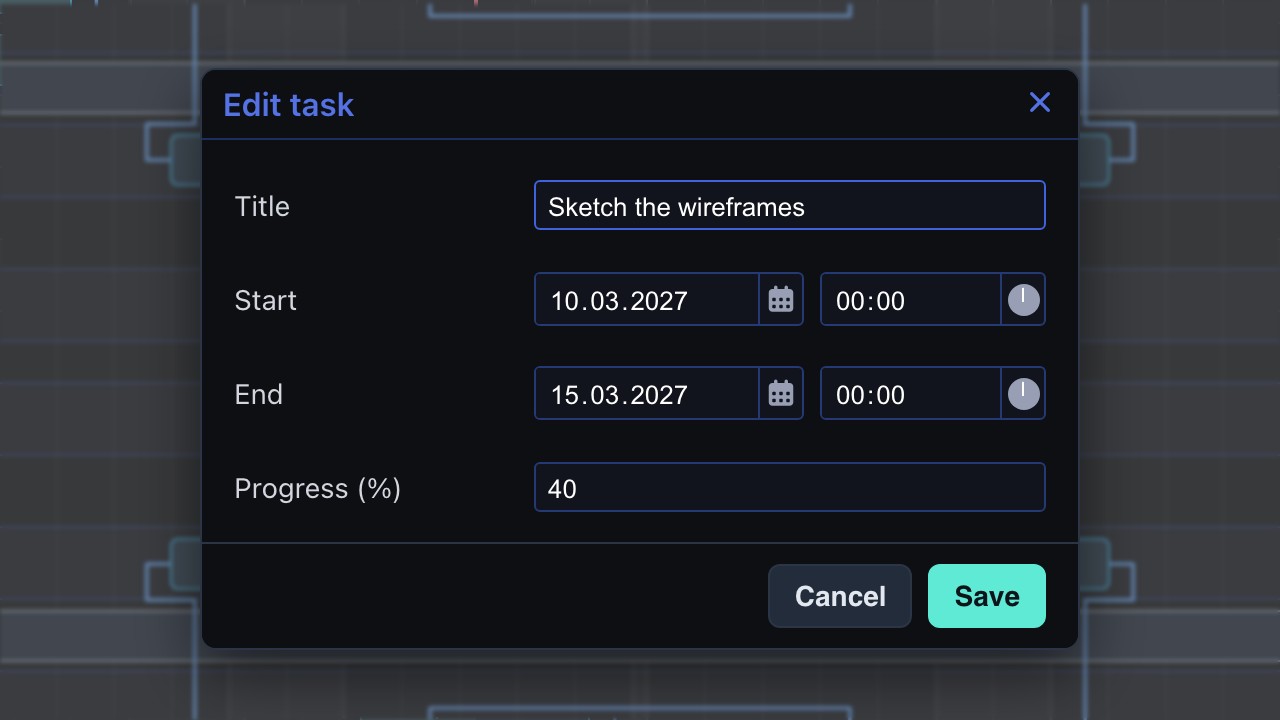 Edit task
Title
Sketch the wireframes
Start
10.03.2027
00:00
End
15.03.2027
00:00
Progress (%)
40
Cancel
Save